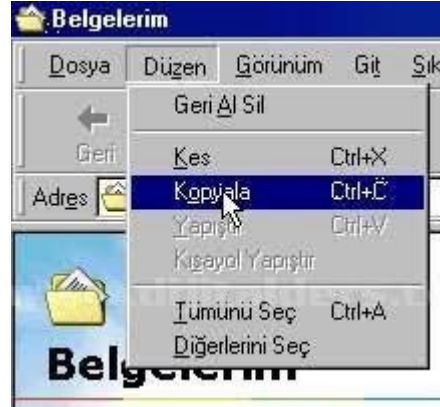 Belgelerim
Dosya Düzen Görünüm Git Sık
Geri Al Sil
Geri
Kes Ctrl+X
Kopyala Ctrl+C
Adres
Yapıştır Ctrl+V
Kısayol Yapıştır
Tümünü Seç Ctrl+A
Diğerlerini Seç
Belgelerim